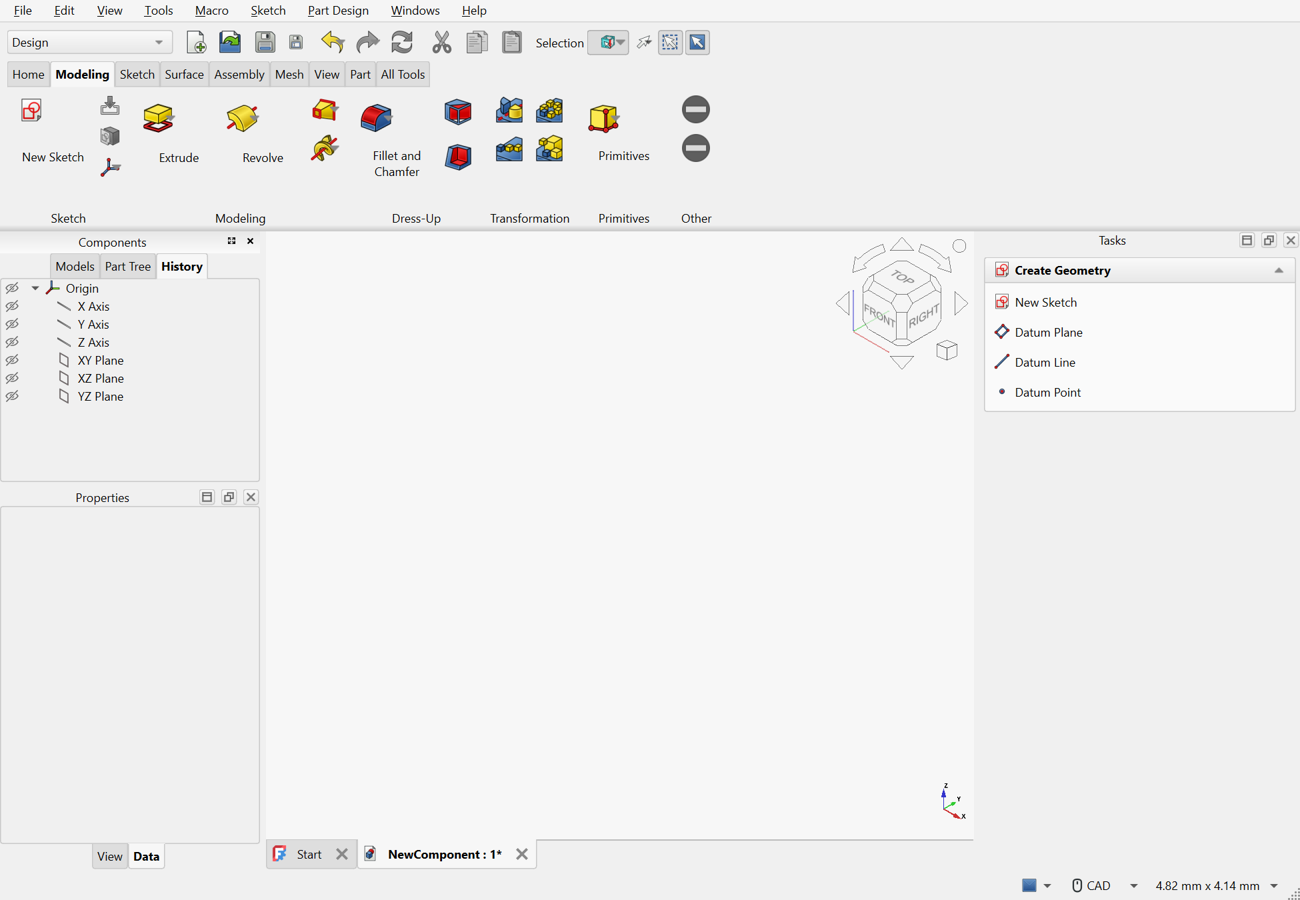 File Edit View Tools Macro Sketch Part Design Windows Help
Design
Selection
Home Modeling Sketch Surface Assembly Mesh View Part All Tools
New Sketch
Extrude
Revolve
Fillet and
Chamfer
Primitives
Sketch
Modeling
Dress-Up
Transformation
Primitives
Other
Components
Models Part Tree History
Origin
X Axis
Y Axis
Z Axis
XY Plane
XZ Plane
YZ Plane
Properties
View Data
TOP
FRONT
RIGHT
Z
Y
X
Start
NewComponent : 1*
Tasks
Create Geometry
New Sketch
Datum Plane
Datum Line
Datum Point
CAD
4.82 mm x 4.14 mm